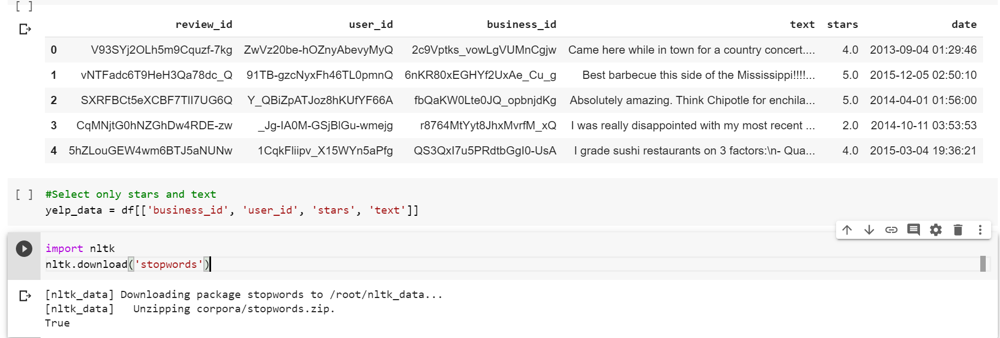 [ ]
review_id user_id business_id text stars date
0 V93SYj2OLh5m9Cquzf-7kg ZwVz20be-hOZnyAbevyMyQ 2c9Vptks_vowLgVUMnCgjw Came here while in town for a country concert.... 4.0 2013-09-04 01:29:46
1 vNTFadc6T9HeH3Qa78dc_Q 91TB-gzcNyxFh46TL0pmnQ 6nKR80xEGHYf2UxAe_Cu_g Best barbecue this side of the Mississippi!!!!... 5.0 2015-12-05 02:50:10
2 SXRFBCt5eXCBF7TlI7UG6Q Y_QBiZpATJoz8hKUfYF66A fbQaKW0Lte0JQ_opbnjdKg Absolutely amazing. Think Chipotle for enchila... 5.0 2014-04-01 01:56:00
3 CqMNjtG0hNZGhDw4RDE-zw _Jg-IA0M-GSjBlGu-wmejg r8764MtYyt8JhxMvrfM_xQ I was really disappointed with my most recent ... 2.0 2014-10-11 03:53:53
4 5hZLouGEW4wm6BTJ5aNUNw 1CqkFliipv_X15WYn5aPfg QS3QxI7u5PRdtbGgI0-UsA I grade sushi restaurants on 3 factors:\n- Qua... 4.0 2015-03-04 19:36:21
[ ] #Select only stars and text
yelp_data = df[['business_id', 'user_id', 'stars', 'text']]
import nltk
nltk.download('stopwords')
[nltk_data] Downloading package stopwords to /root/nltk_data...
[nltk_data]   Unzipping corpora/stopwords.zip.
True